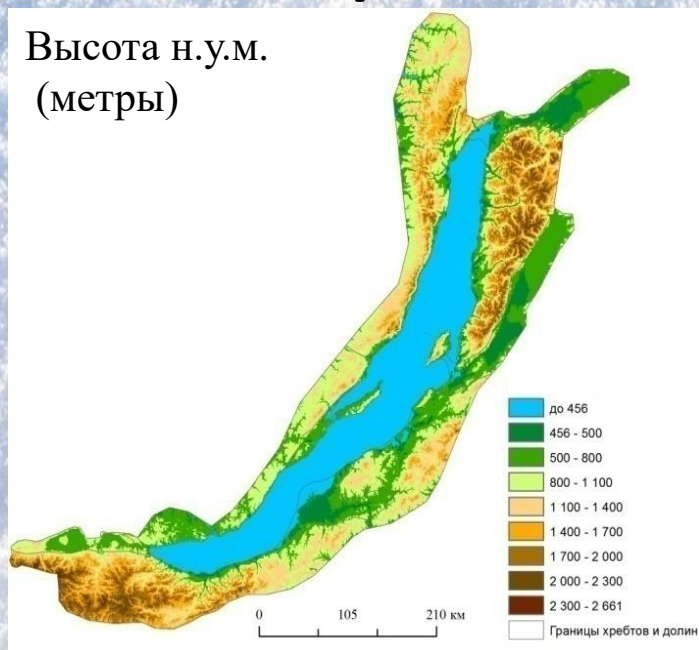 Высота н.у.м.
(метры)
до 456
456 - 500
500 - 800
800 - 1 100
1 100 - 1 400
1 400 - 1 700
1 700 - 2 000
2 000 - 2 300
2 300 - 2 661
Границы хребтов и долин
0 105 210 км